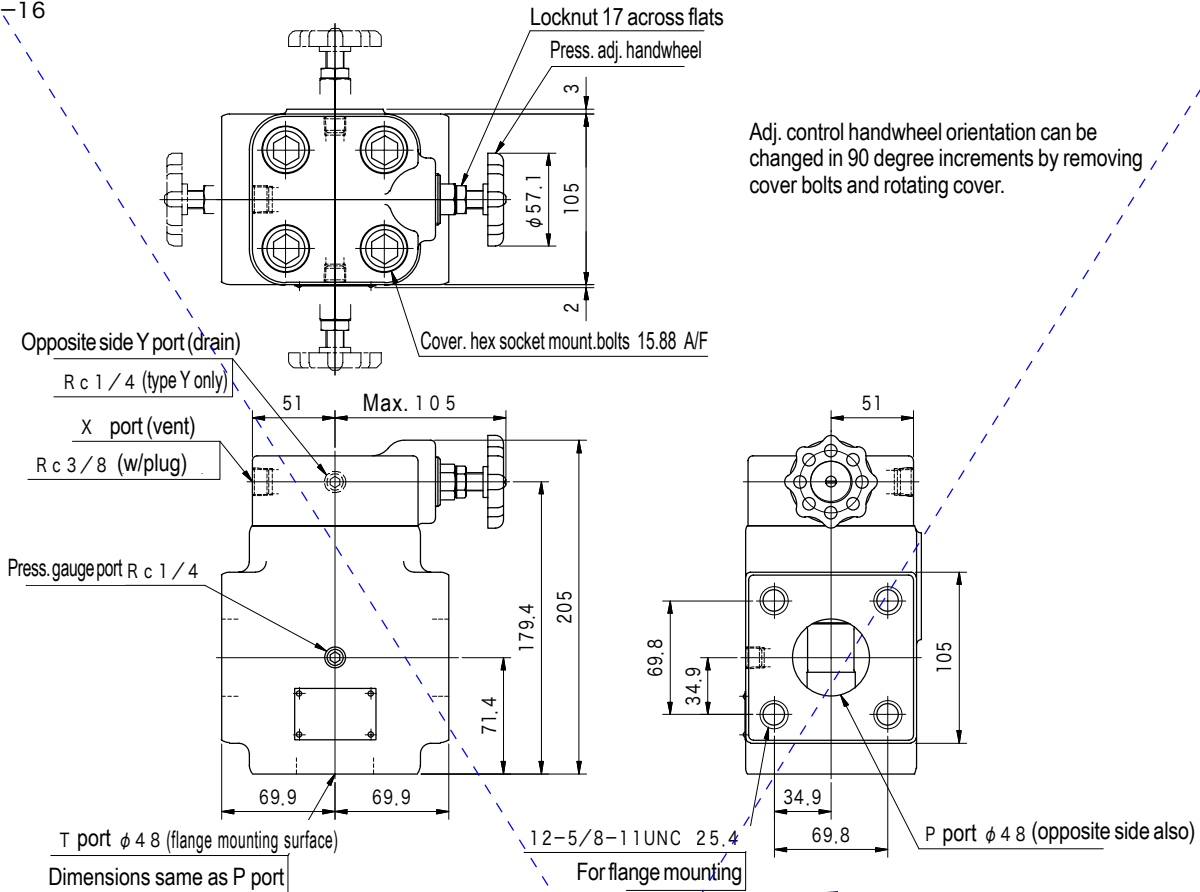 −16
Locknut 17 across flats
Press. adj. handwheel
3
φ57.1
105
2
Adj. control handwheel orientation can be
changed in 90 degree increments by removing
cover bolts and rotating cover.
Cover. hex socket mount.bolts 15.88 A/F
Opposite side Y port (drain)
Rc1/4 (type Y only)
X port (vent)
Rc3/8 (w/plug)
51
Max. 105
51
Press. gauge port Rc1/4
179.4
205
71.4
69.8
34.9
105
69.9
69.9
34.9
69.8
T port φ48 (flange mounting surface)
Dimensions same as P port
12−5/8−11UNC 25.4
For flange mounting
P port φ48 (opposite side also)